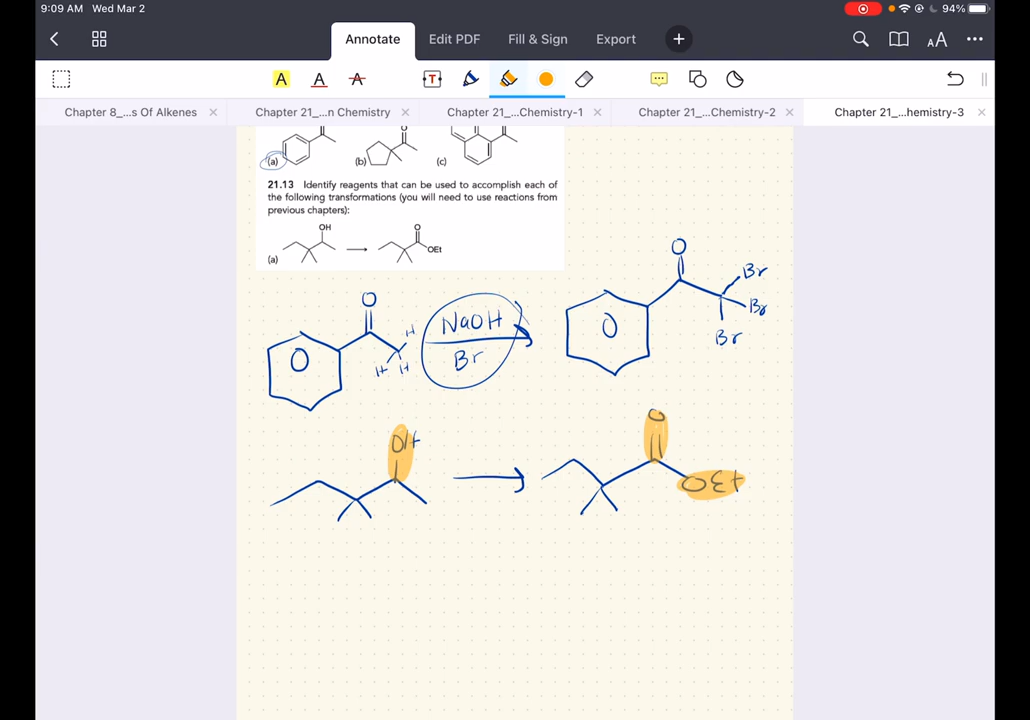 9:09 AM Wed Mar 2
94%
Annotate
Edit PDF
Fill & Sign
Export
+
AA
A A A T
Chapter 8_...s Of Alkenes ×
Chapter 21_...n Chemistry ×
Chapter 21_...Chemistry-1 ×
Chapter 21_...Chemistry-2 ×
Chapter 21_...hemistry-3 ×
(a) (b) (c)
21.13 Identify reagents that can be used to accomplish each of
the following transformations (you will need to use reactions from
previous chapters):
OH
O
OEt
(a)
O
H
H H
NaOH
Br
O
Br
Br
Br
OH
O
OEt